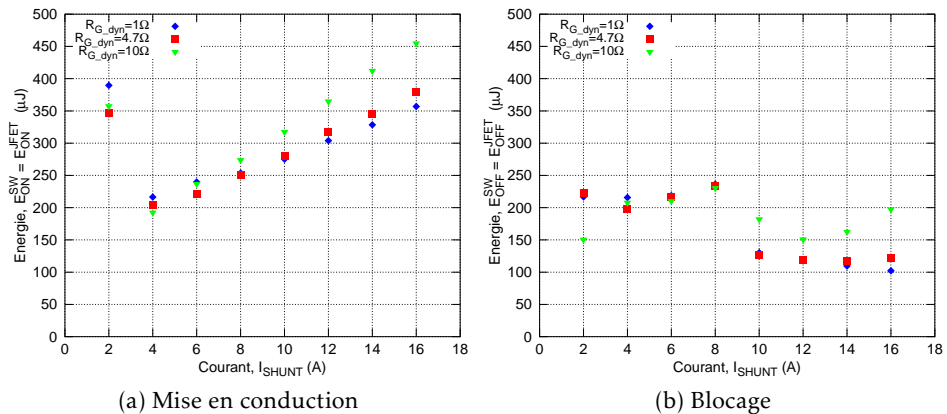 500
450
400
350
300
250
200
150
100
50
0
0 2 4 6 8 10 12 14 16 18
Energie, E_ON^SW = E_ON^JFET (µJ)
Courant, I_SHUNT (A)
R_G_dyn=1Ω
R_G_dyn=4.7Ω
R_G_dyn=10Ω
(a) Mise en conduction
500
450
400
350
300
250
200
150
100
50
0
0 2 4 6 8 10 12 14 16 18
Energie, E_OFF^SW = E_OFF^JFET (µJ)
Courant, I_SHUNT (A)
R_G_dyn=1Ω
R_G_dyn=4.7Ω
R_G_dyn=10Ω
(b) Blocage